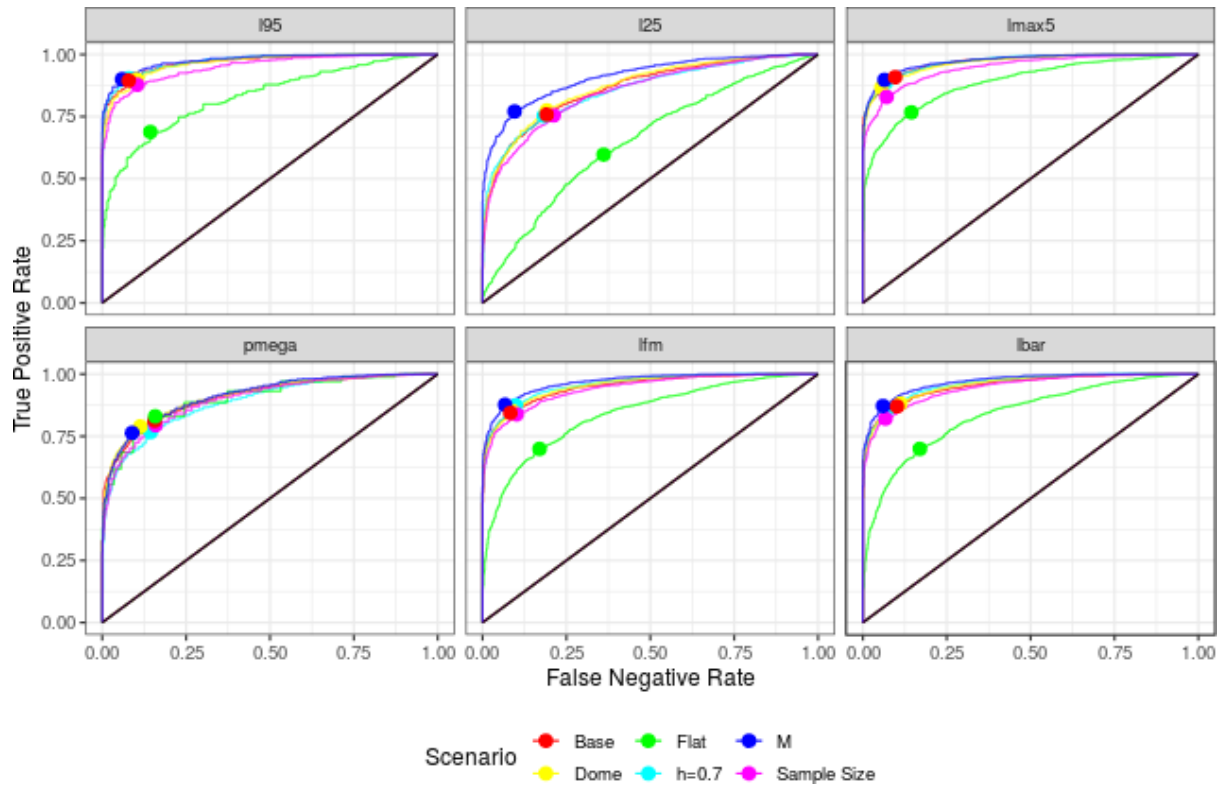 l95
l25
lmax5
1.00
0.75
0.50
0.25
0.00
True Positive Rate
pmega
lfm
lbar
1.00
0.75
0.50
0.25
0.00
0.00 0.25 0.50 0.75 1.00
0.00 0.25 0.50 0.75 1.00
0.00 0.25 0.50 0.75 1.00
False Negative Rate
Scenario
Base Flat M
Dome h=0.7 Sample Size